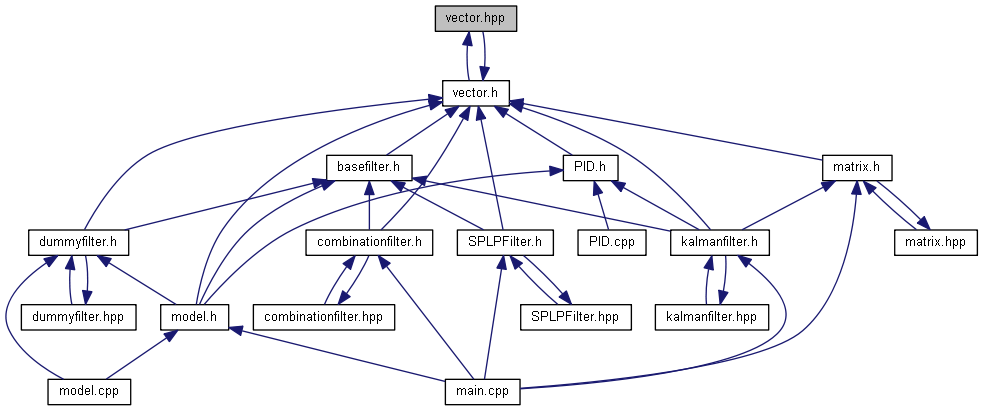 vector.hpp
vector.h
basefilter.h
PID.h
matrix.h
dummyfilter.h
combinationfilter.h
SPLPFilter.h
PID.cpp
kalmanfilter.h
matrix.hpp
dummyfilter.hpp
model.h
combinationfilter.hpp
SPLPFilter.hpp
kalmanfilter.hpp
model.cpp
main.cpp